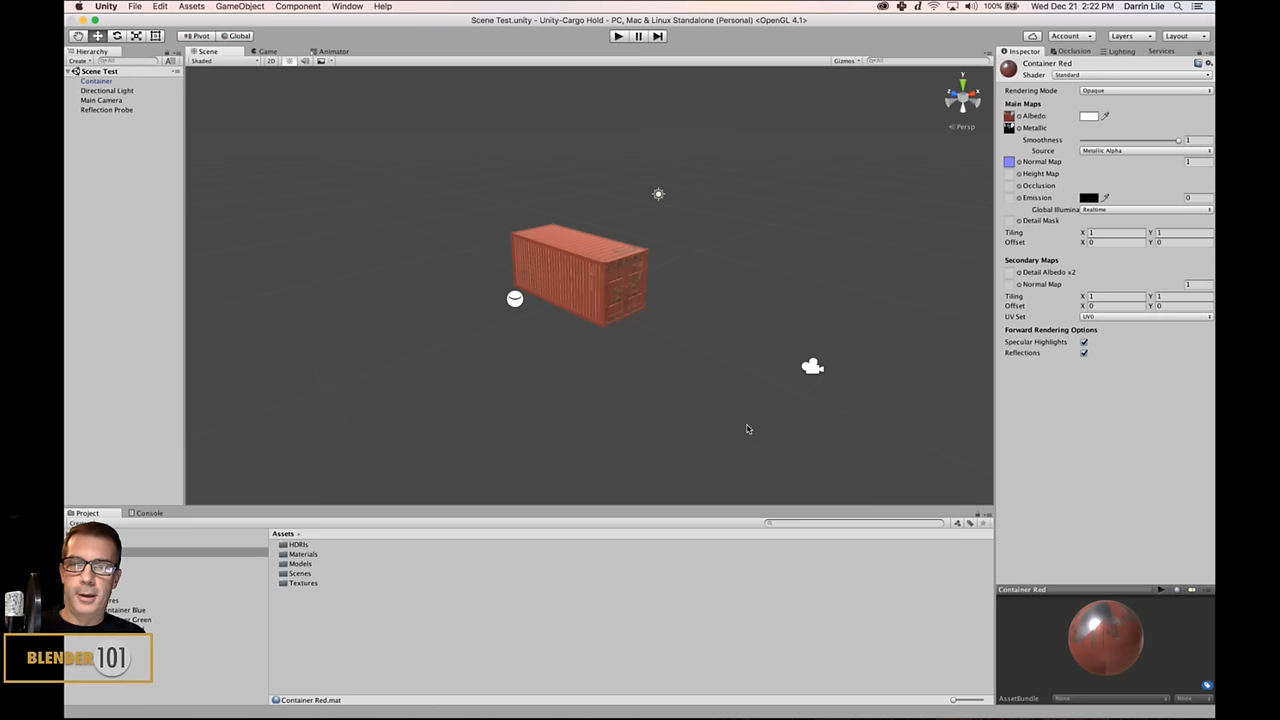 Unity File Edit Assets GameObject Component Window Help 100% Wed Dec 21 2:22 PM Darrin Lile
Scene Test.unity - Unity-Cargo Hold - PC, Mac & Linux Standalone (Personal) <OpenGL 4.1>
Pivot Global Account Layers Layout
Hierarchy Scene Game Animator Inspector Occlusion Lighting Services
Create All Shaded 2D Gizmos All
Scene Test
Container
Directional Light
Main Camera
Reflection Probe
y
z x
Persp
Container Red
Shader Standard
Rendering Mode Opaque
Main Maps
Albedo
Metallic
Smoothness 1
Source Metallic Alpha
Normal Map 1
Height Map
Occlusion
Emission 0
Global Illumina Realtime
Detail Mask
Tiling X 1 Y 1
Offset X 0 Y 0
Secondary Maps
Detail Albedo x2
Normal Map 1
Tiling X 1 Y 1
Offset X 0 Y 0
UV Set UV0
Forward Rendering Options
Specular Highlights
Reflections
Project Console
Assets
HDRIs
Materials
Models
Scenes
Textures
Container Red.mat
Container Red
AssetBundle None None
BLENDER 101